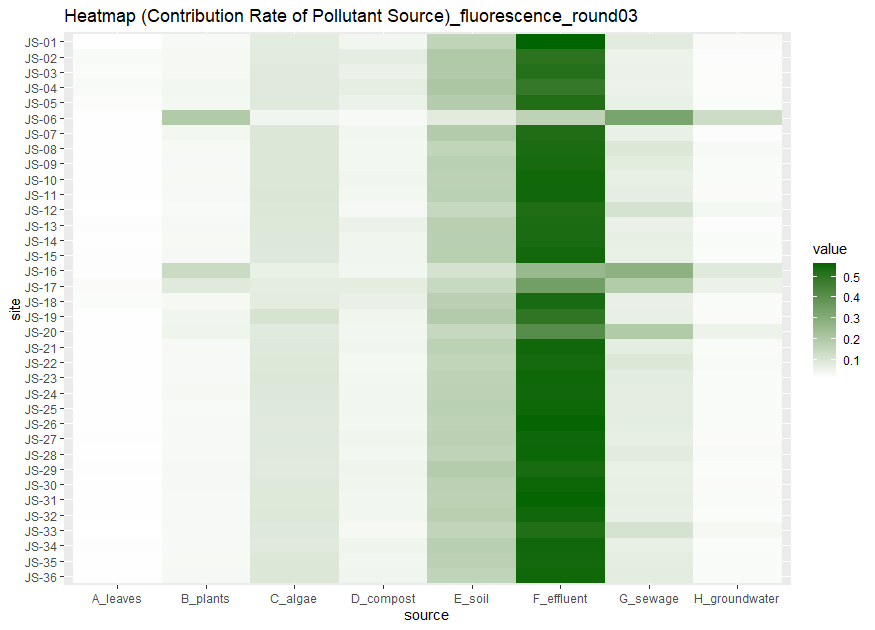 Heatmap (Contribution Rate of Pollutant Source)_fluorescence_round03
JS-01
JS-02
JS-03
JS-04
JS-05
JS-06
JS-07
JS-08
JS-09
JS-10
JS-11
JS-12
JS-13
JS-14
JS-15
JS-16
JS-17
JS-18
JS-19
JS-20
JS-21
JS-22
JS-23
JS-24
JS-25
JS-26
JS-27
JS-28
JS-29
JS-30
JS-31
JS-32
JS-33
JS-34
JS-35
JS-36
site
A_leaves B_plants C_algae D_compost E_soil F_effluent G_sewage H_groundwater
source
value
0.5
0.4
0.3
0.2
0.1